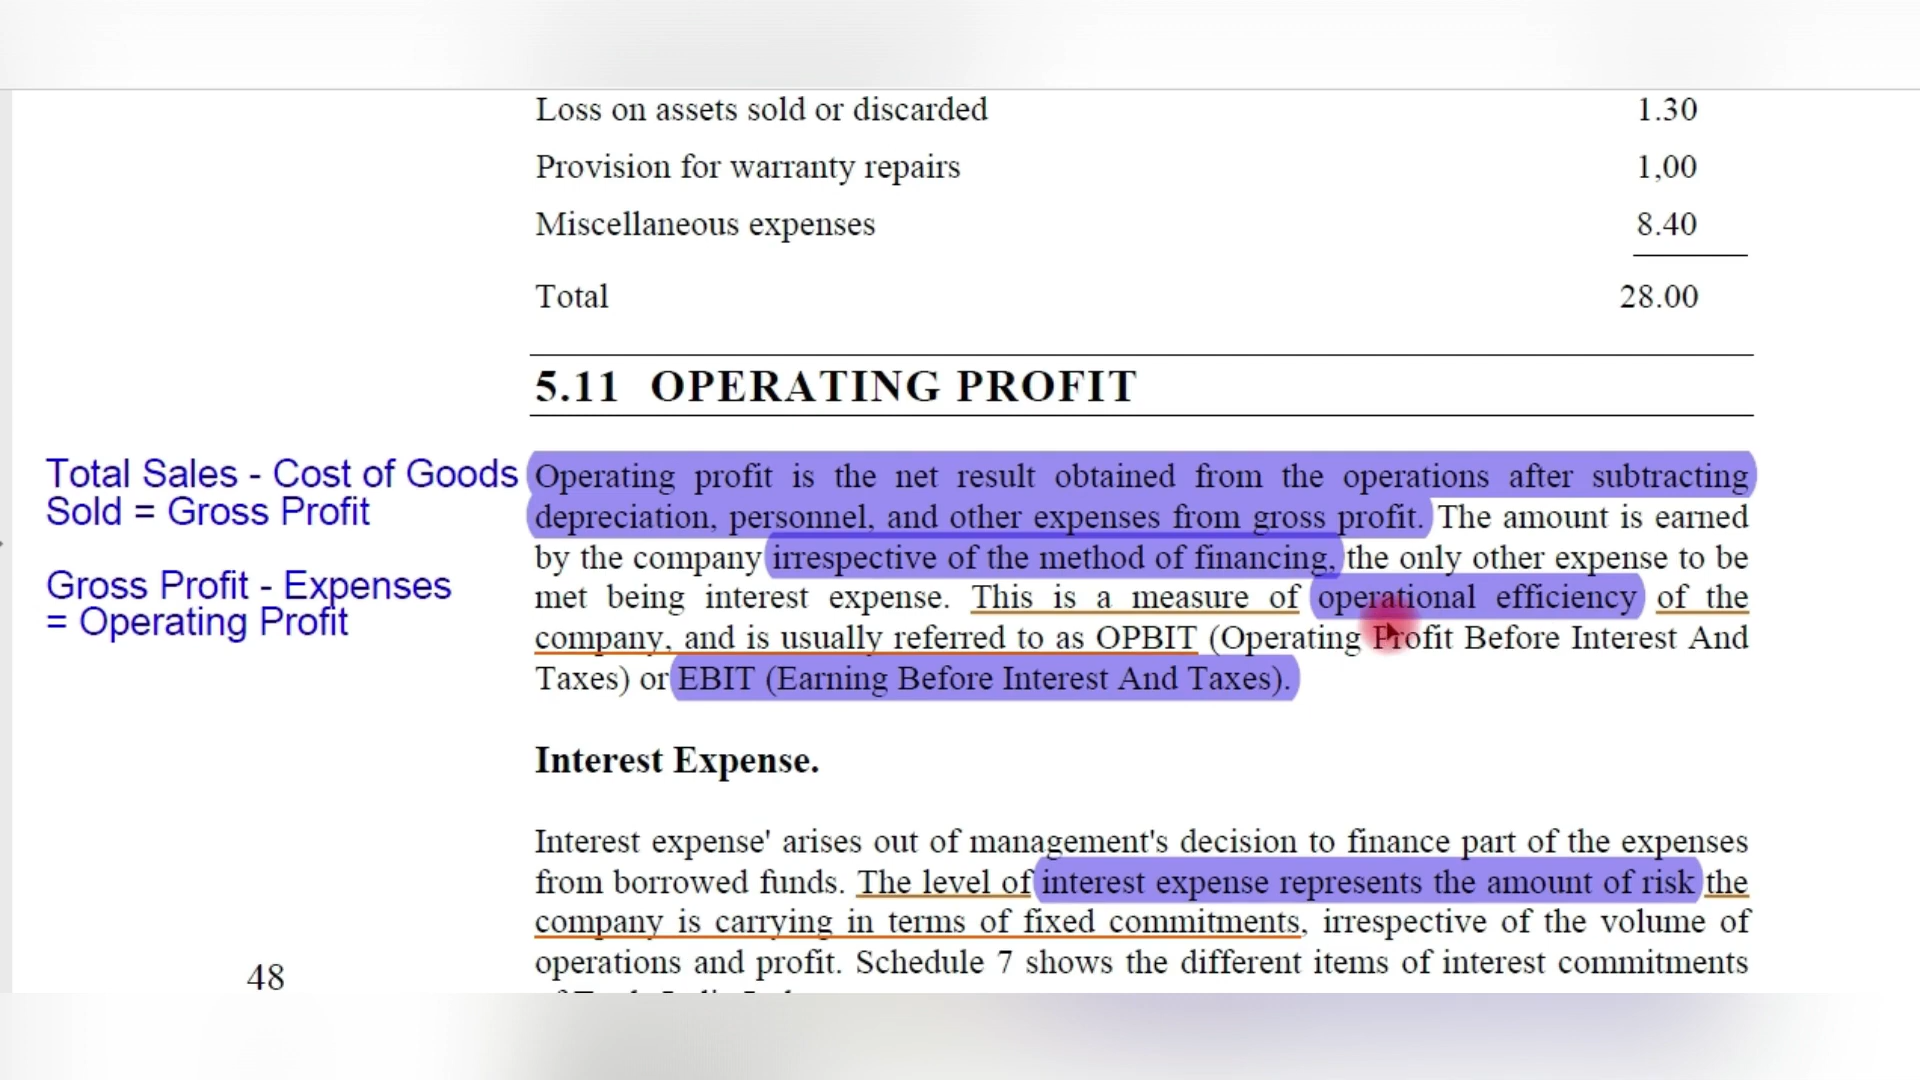 Loss on assets sold or discarded 1.30
Provision for warranty repairs 1,00
Miscellaneous expenses 8.40
Total 28.00
5.11 OPERATING PROFIT
Total Sales - Cost of Goods
Sold = Gross Profit
Gross Profit - Expenses
= Operating Profit
Operating profit is the net result obtained from the operations after subtracting
depreciation, personnel, and other expenses from gross profit. The amount is earned
by the company irrespective of the method of financing, the only other expense to be
met being interest expense. This is a measure of operational efficiency of the
company, and is usually referred to as OPBIT (Operating Profit Before Interest And
Taxes) or EBIT (Earning Before Interest And Taxes).
Interest Expense.
Interest expense' arises out of management's decision to finance part of the expenses
from borrowed funds. The level of interest expense represents the amount of risk the
company is carrying in terms of fixed commitments, irrespective of the volume of
operations and profit. Schedule 7 shows the different items of interest commitments
48